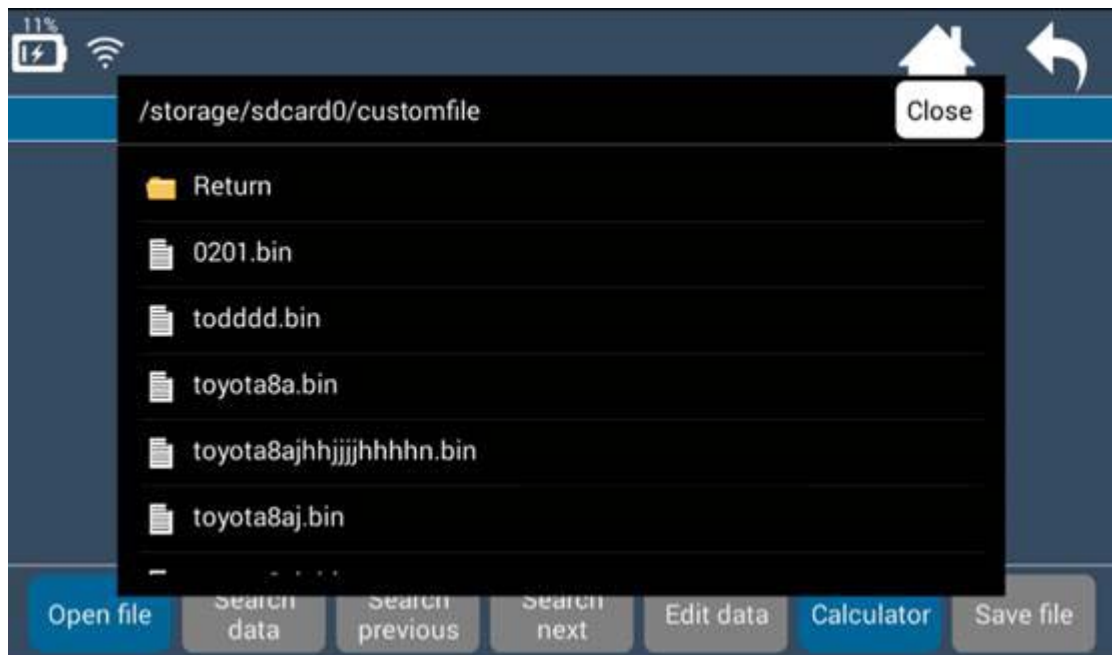 11%
/storage/sdcard0/customfile
Close
Return
0201.bin
todddd.bin
toyota8a.bin
toyota8ajhhjjjjhhhhn.bin
toyota8aj.bin
Open file
Search data
Search previous
Search next
Edit data
Calculator
Save file